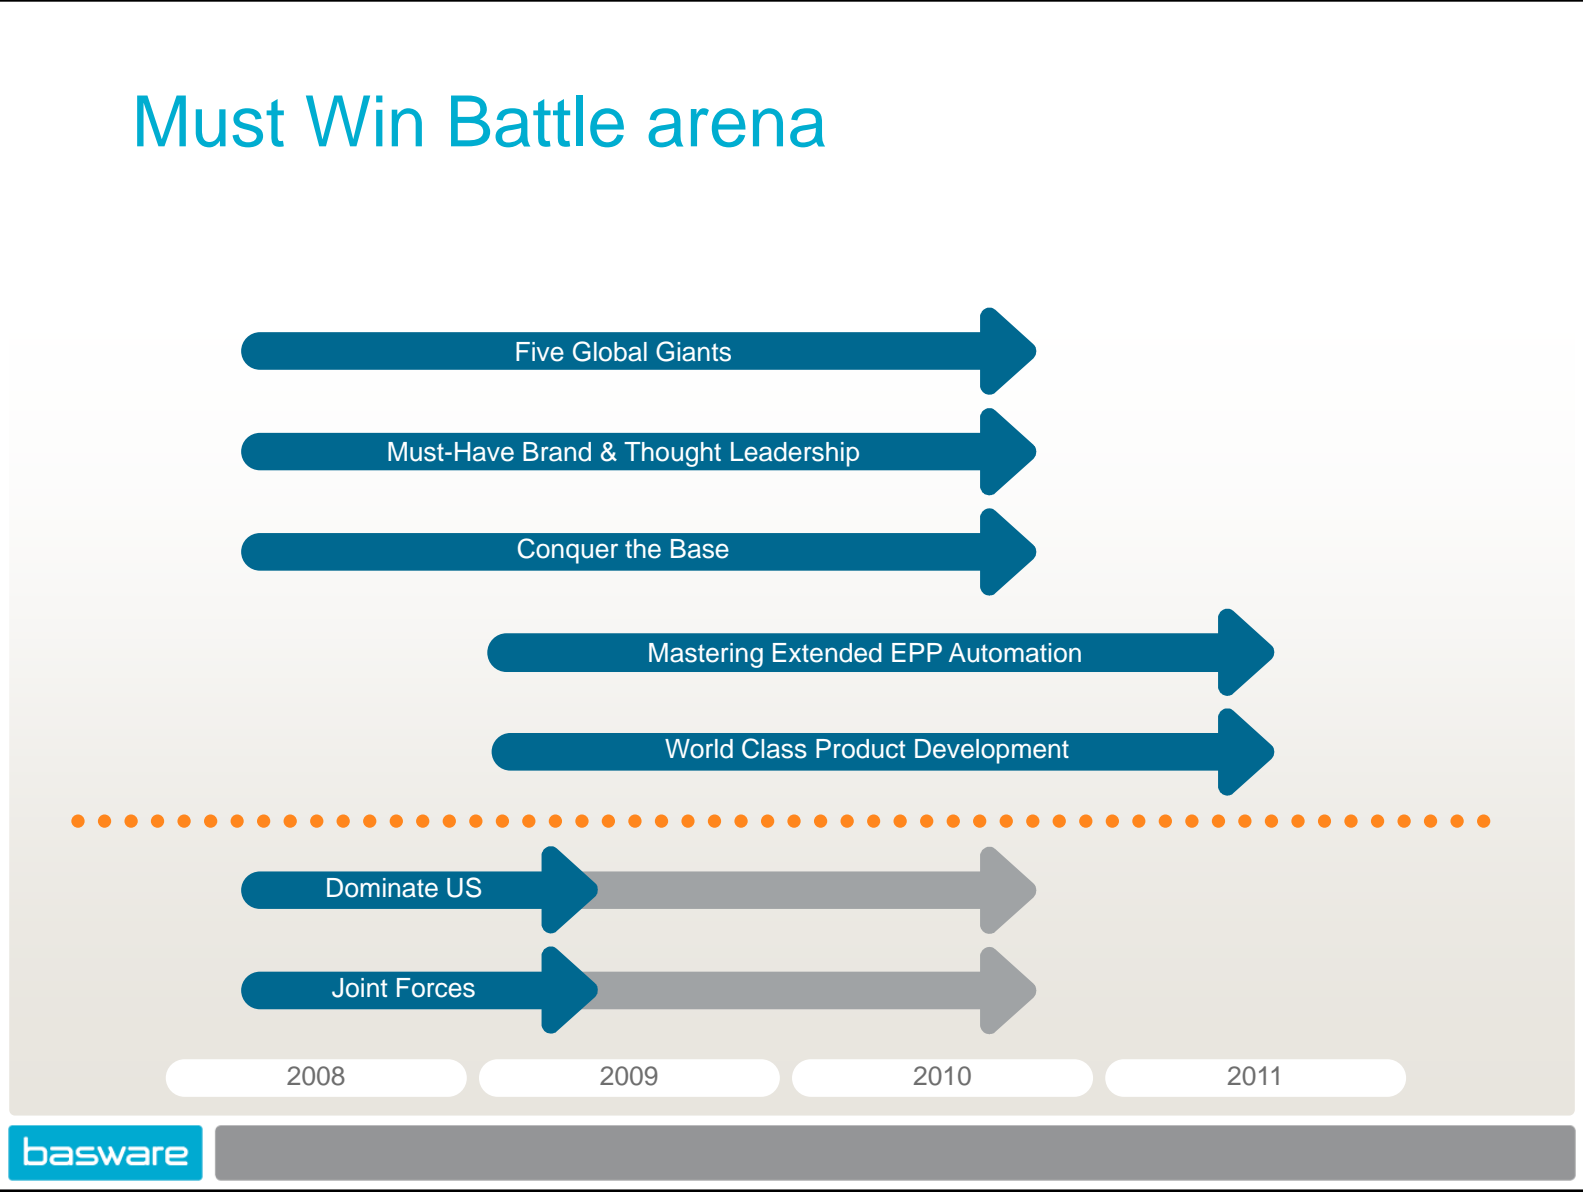 Must Win Battle arena
Five Global Giants
Must-Have Brand & Thought Leadership
Conquer the Base
Mastering Extended EPP Automation
World Class Product Development
Dominate US
Joint Forces
2008
2009
2010
2011
basware